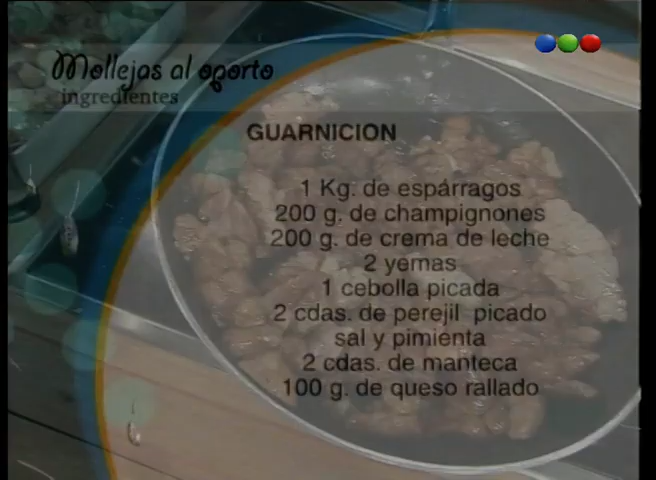 Mollejas al oporto
ingredientes
GUARNICION
1 Kg. de espárragos
200 g. de champignones
200 g. de crema de leche
2 yemas
1 cebolla picada
2 cdas. de perejil picado
sal y pimienta
2 cdas. de manteca
100 g. de queso rallado